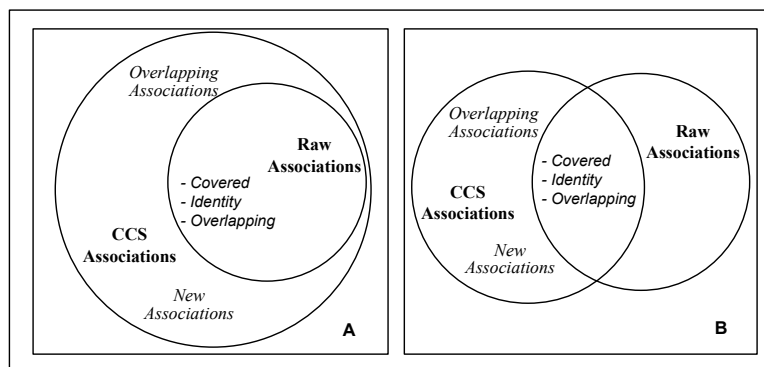 Overlapping
Associations
Raw
Associations
- Covered
- Identity
- Overlapping
CCS
Associations
New
Associations
A
Overlapping
Associations
Raw
Associations
- Covered
- Identity
- Overlapping
CCS
Associations
New
Associations
B